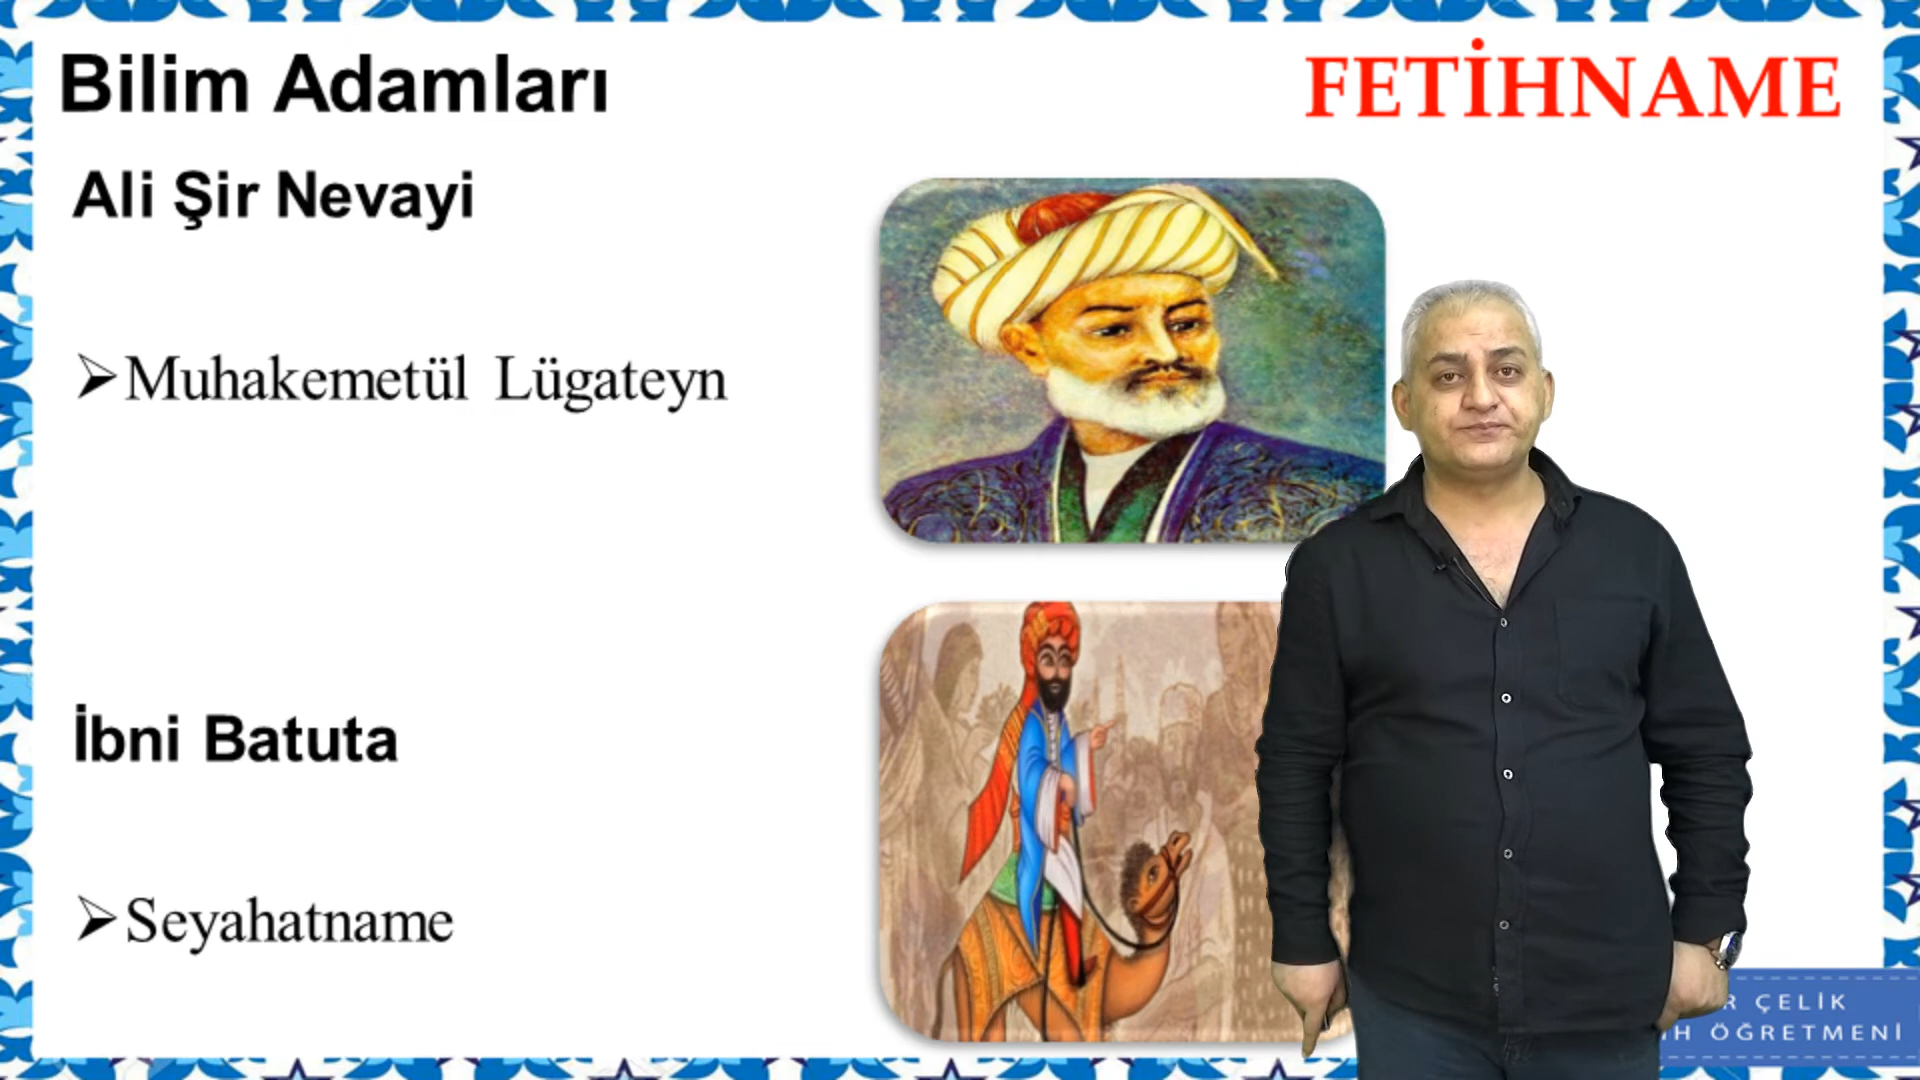 Bilim Adamları
FETİHNAME
Ali Şir Nevayi
➢Muhakemetül Lügateyn
İbni Batuta
➢Seyahatname
ÇELİK
ÖĞRETMENİ